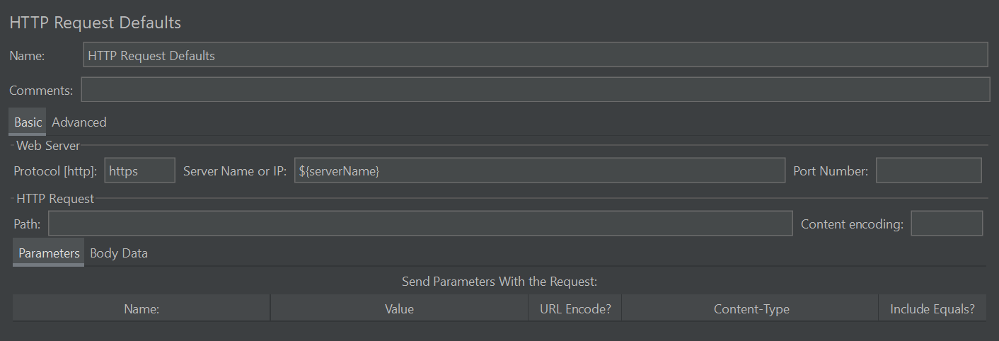 HTTP Request Defaults
Name: HTTP Request Defaults
Comments:
Basic Advanced
Web Server
Protocol [http]: https Server Name or IP: ${serverName} Port Number:
HTTP Request
Path: Content encoding:
Parameters Body Data
Send Parameters With the Request:
Name: Value URL Encode? Content-Type Include Equals?